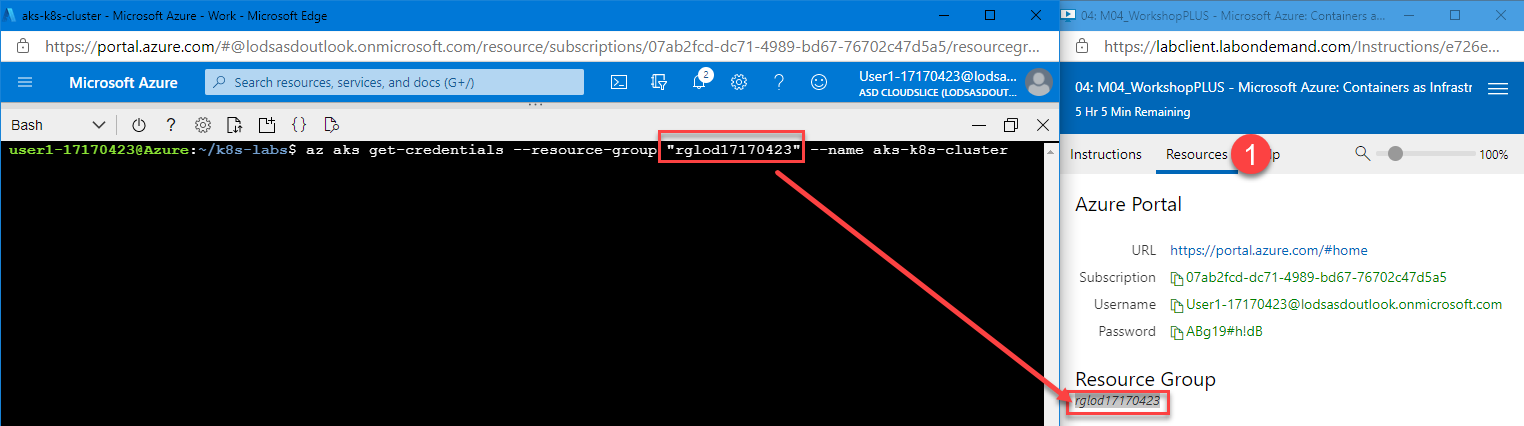 aks-k8s-cluster - Microsoft Azure - Work - Microsoft Edge
https://portal.azure.com/#@lodsasdoutlook.onmicrosoft.com/resource/subscriptions/07ab2fcd-dc71-4989-bd67-76702c47d5a5/resourcegr...
Microsoft Azure
Search resources, services, and docs (G+/)
2
User1-17170423@lodsa...
ASD CLOUDSLICE (LODSASDOUT...
Bash
user1-17170423@Azure:~/k8s-labs$ az aks get-credentials --resource-group "rglod17170423" --name aks-k8s-cluster
04: M04_WorkshopPLUS - Microsoft Azure: Containers as a...
https://labclient.labondemand.com/Instructions/e726e...
04: M04_WorkshopPLUS - Microsoft Azure: Containers as Infrastr
5 Hr 5 Min Remaining
Instructions Resources 1 lp 100%
Azure Portal
URL https://portal.azure.com/#home
Subscription 07ab2fcd-dc71-4989-bd67-76702c47d5a5
Username User1-17170423@lodsasdoutlook.onmicrosoft.com
Password ABg19#h!dB
Resource Group
rglod17170423